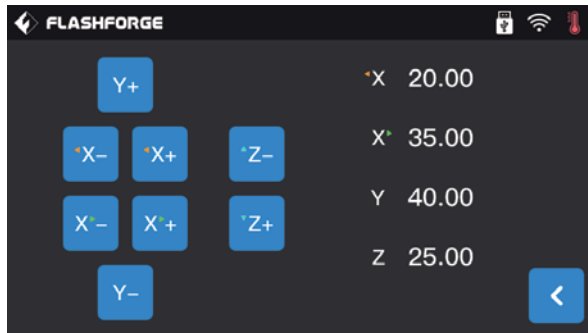 FLASHFORGE
Y+
X 20.00
X- X+ Z-
X 35.00
Y 40.00
X- X+ Z+
Z 25.00
Y-